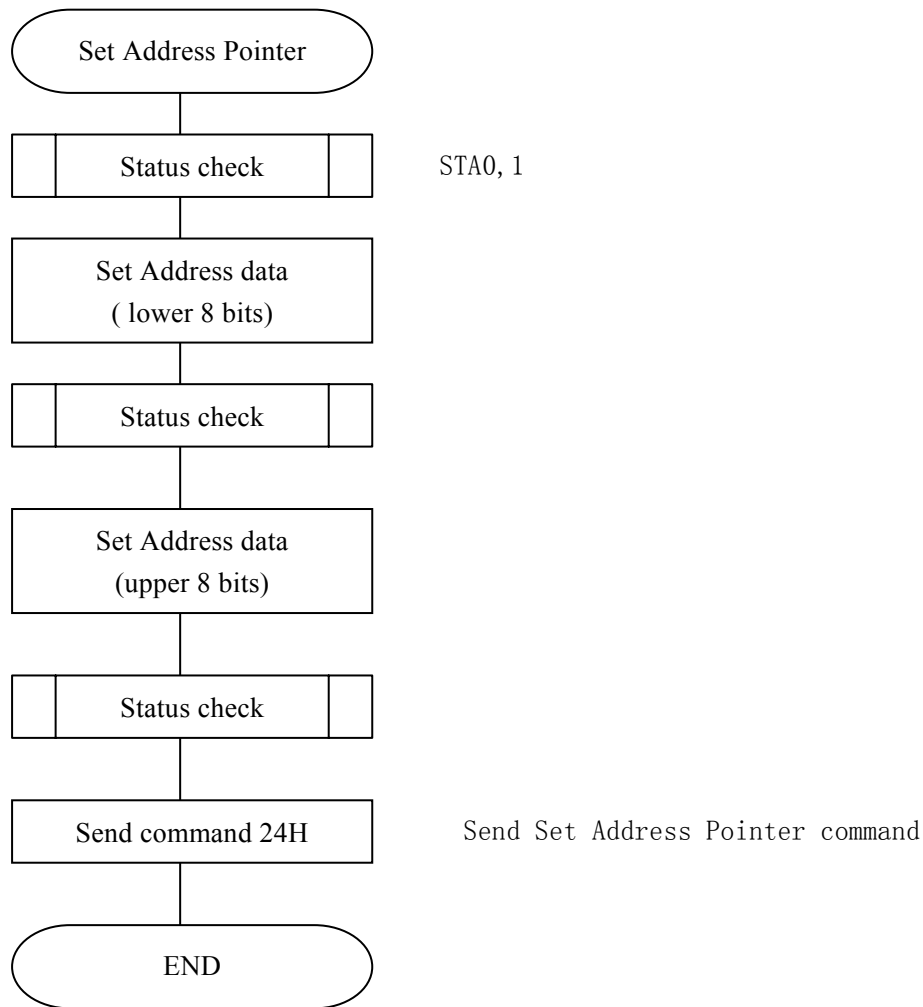 Set Address Pointer
Status check
STA0,1
Set Address data
( lower 8 bits)
Status check
Set Address data
(upper 8 bits)
Status check
Send command 24H
Send Set Address Pointer command
END